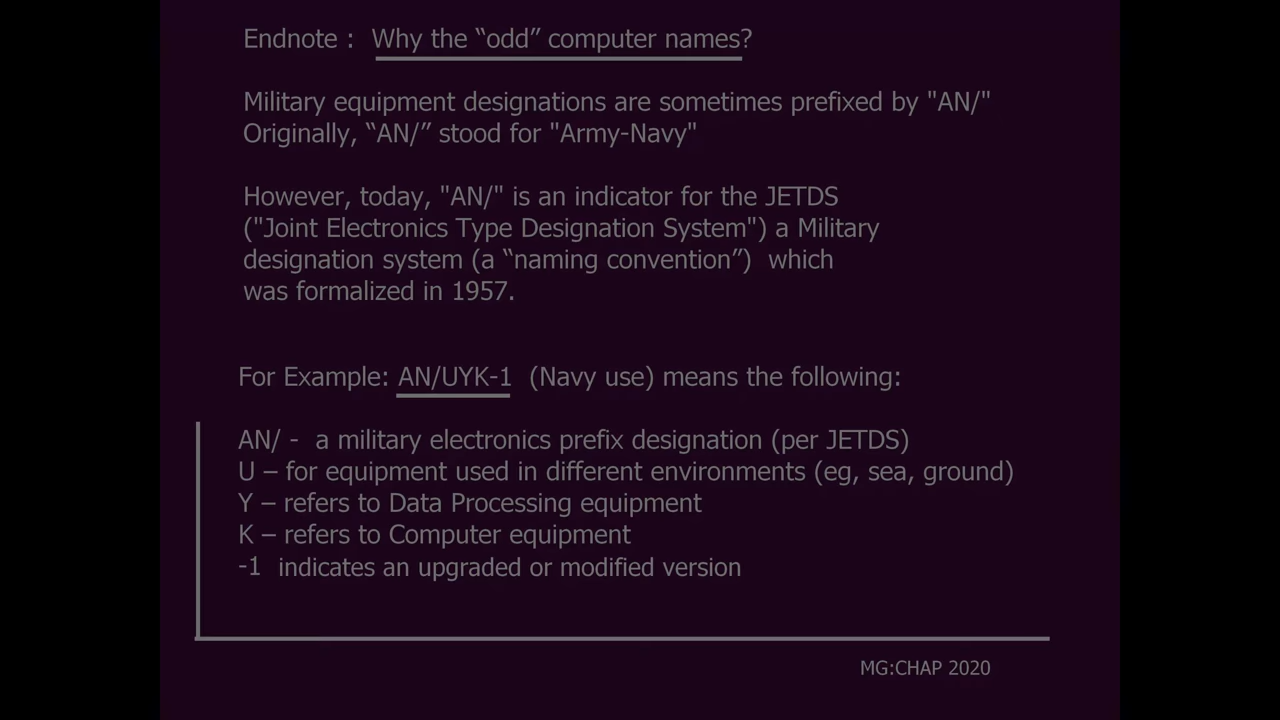 Endnote :  Why the “odd” computer names?
Military equipment designations are sometimes prefixed by "AN/"
Originally, “AN/” stood for "Army-Navy"
However, today, "AN/" is an indicator for the JETDS
("Joint Electronics Type Designation System") a Military
designation system (a “naming convention”)  which
was formalized in 1957.
For Example: AN/UYK-1  (Navy use) means the following:
AN/ -  a military electronics prefix designation (per JETDS)
U – for equipment used in different environments (eg, sea, ground)
Y – refers to Data Processing equipment
K – refers to Computer equipment
-1  indicates an upgraded or modified version
MG:CHAP 2020